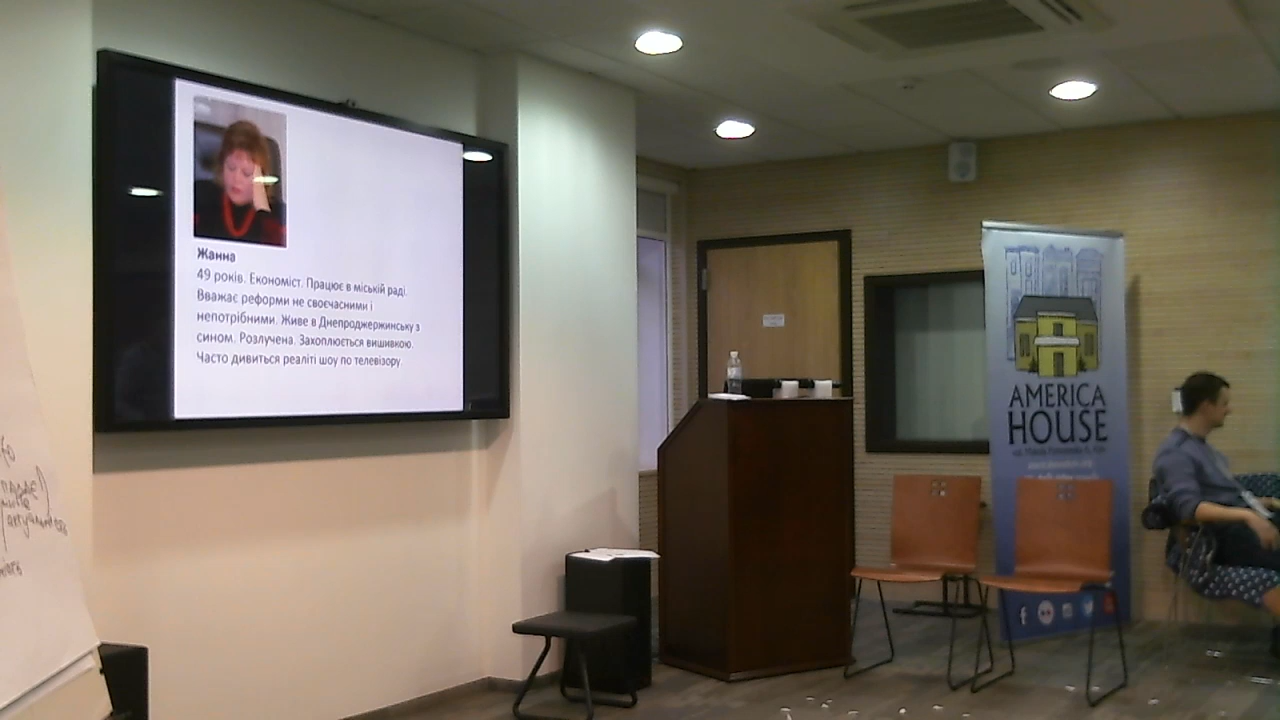 Жанна
49 років. Економіст. Працює в міській раді.
Вважає реформи не своєчасними і
непотрібними. Живе в Днепроджержинську з
сином. Розлучена. Захоплюється вишивкою.
Часто дивиться реаліті шоу по телевізору.
AMERICA
HOUSE